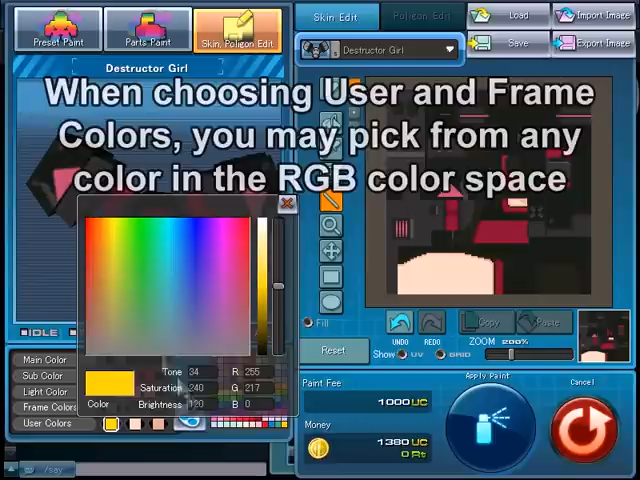 Preset Paint
Parts Paint
Skin, Poligon Edit
Skin Edit
Poligon Edit
Load
Import Image
Save
Export Image
Destructor Girl
Destructor Girl
When choosing User and Frame
Colors, you may pick from any
color in the RGB color space
IDLE
Fill
UNDO
REDO
Copy
Paste
Reset
Show
UV
GRID
ZOOM 200%
Main Color
Sub Color
Light Color
Frame Colors
User Colors
Tone 34 R 255
Saturation 240 G 217
Brightness 120 B 0
Color
Paint Fee
1000 UC
Money
1380 UC
0 Rt
Apply Paint
Cancel
/say